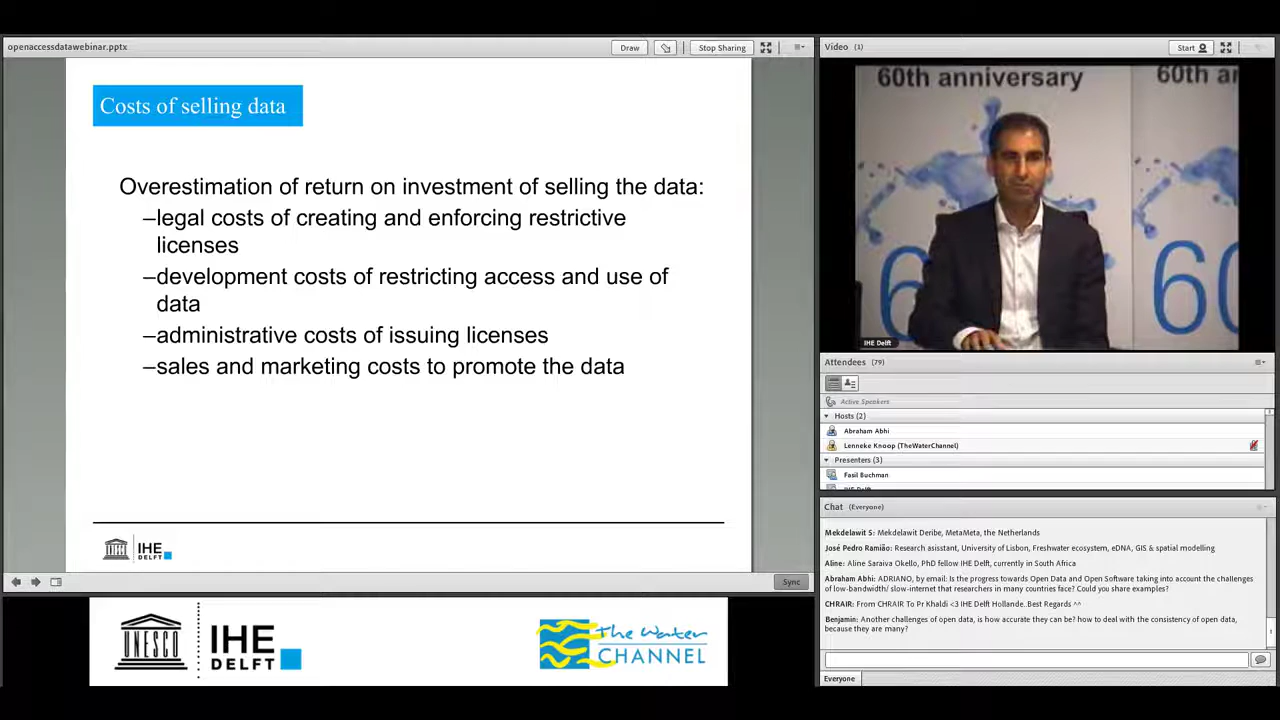 openaccessdatawebinar.pptx
Draw
Stop Sharing
Costs of selling data
Overestimation of return on investment of selling the data:
–legal costs of creating and enforcing restrictive
licenses
–development costs of restricting access and use of
data
–administrative costs of issuing licenses
–sales and marketing costs to promote the data
IHE
DELFT
Sync
UNESCO
IHE
DELFT
The Water
CHANNEL
Video (1)
Start
60th anniversary
60th an
6
60
IHE Delft
Attendees (79)
Active Speakers
Hosts (2)
Abraham Abhi
Lenneke Knoop (TheWaterChannel)
Presenters (3)
Fasil Buchman
IHE Delft
Chat (Everyone)
Mekdelawit S: Mekdelawit Deribe, MetaMeta, the Netherlands
José Pedro Ramião: Research asistant, University of Lisbon, Freshwater ecosystem, eDNA, GIS & spatial modelling
Aline: Aline Saraiva Okello, PhD fellow IHE Delft, currently in South Africa
Abraham Abhi: ADRIANO, by email: Is the progress towards Open Data and Open Software taking into account the challenges
of low-bandwidth/ slow-internet that researchers in many countries face? Could you share examples?
CHRAIR: From CHRAIR To Pr Khaldi <3 IHE Delft Hollande..Best Regards ^^
Benjamin: Another challenges of open data, is how accurate they can be? how to deal with the consistency of open data,
because they are many?
Everyone